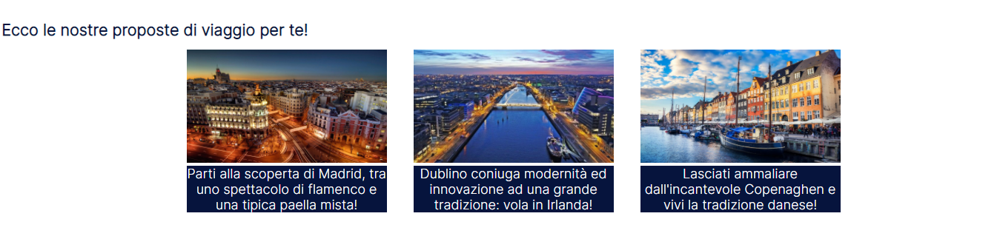 Ecco le nostre proposte di viaggio per te!
Parti alla scoperta di Madrid, tra
uno spettacolo di flamenco e
una tipica paella mista!
Dublino coniuga modernità ed
innovazione ad una grande
tradizione: vola in Irlanda!
Lasciati ammaliare
dall'incantevole Copenaghen e
vivi la tradizione danese!